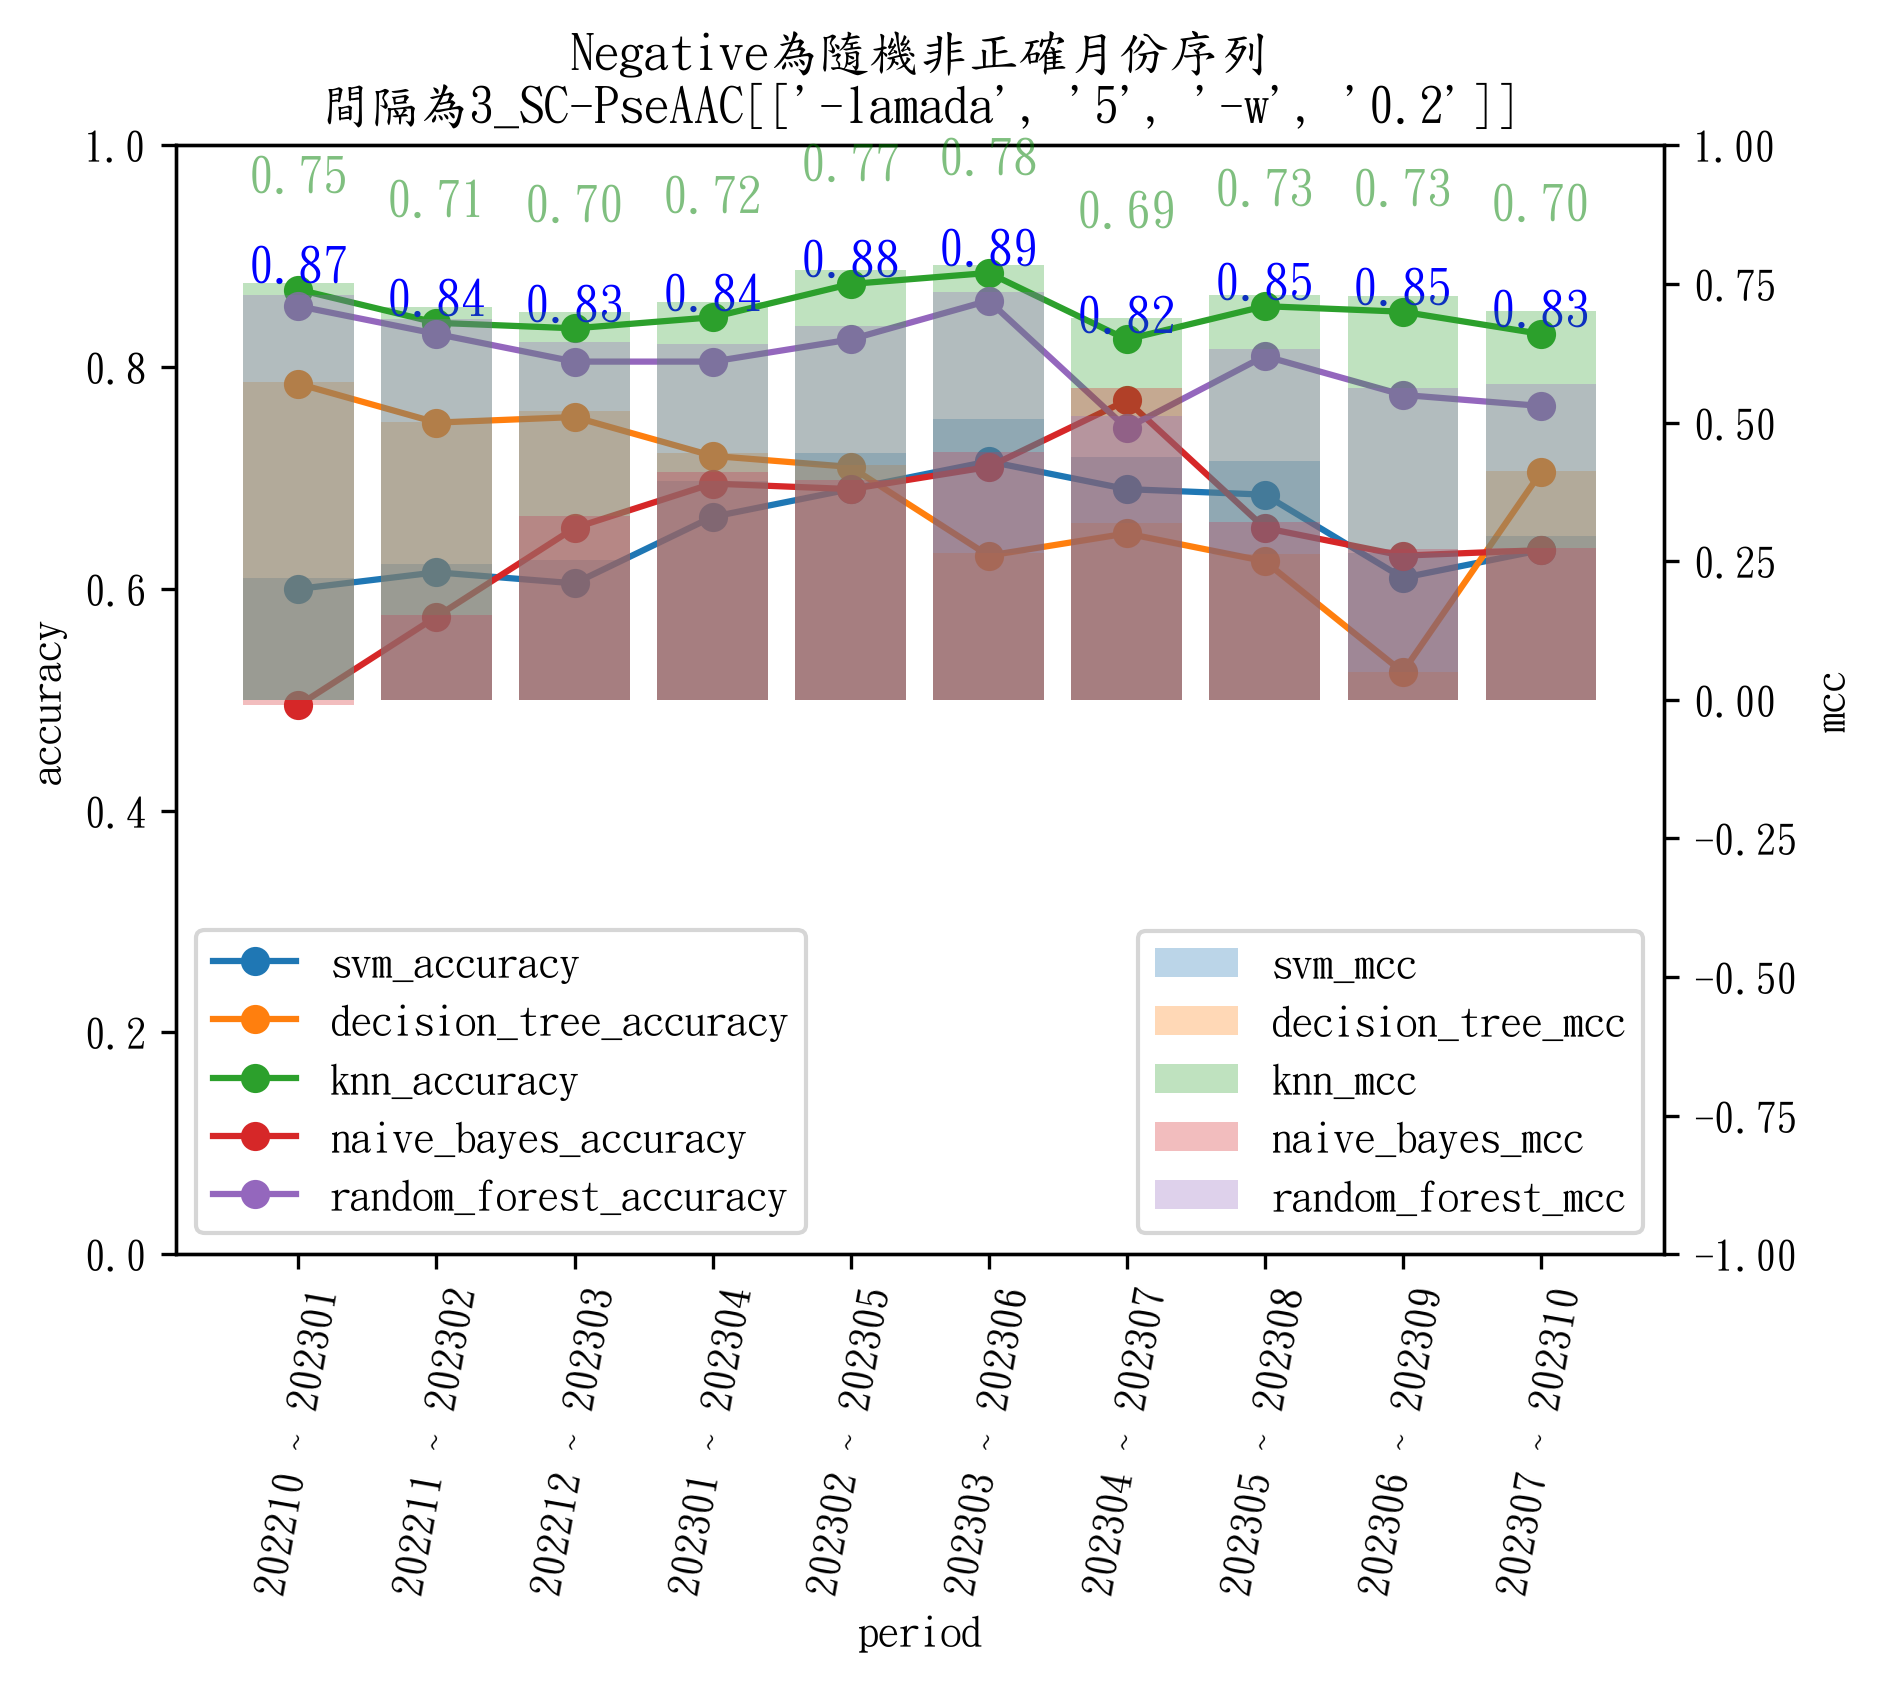 Negative為隨機非正確月份序列
間隔為3_SC-PseAAC[['-lamada', '5', '-w', '0.2']]
1.0
0.8
0.6
0.4
0.2
0.0
accuracy
1.00
0.75
0.50
0.25
0.00
-0.25
-0.50
-0.75
-1.00
mcc
0.75 0.71 0.70 0.72 0.77 0.78 0.69 0.73 0.73 0.70
0.87 0.84 0.83 0.84 0.88 0.89 0.82 0.85 0.85 0.83
svm_accuracy
decision_tree_accuracy
knn_accuracy
naive_bayes_accuracy
random_forest_accuracy
svm_mcc
decision_tree_mcc
knn_mcc
naive_bayes_mcc
random_forest_mcc
202210 ~ 202301
202211 ~ 202302
202212 ~ 202303
202301 ~ 202304
202302 ~ 202305
202303 ~ 202306
202304 ~ 202307
202305 ~ 202308
202306 ~ 202309
202307 ~ 202310
period